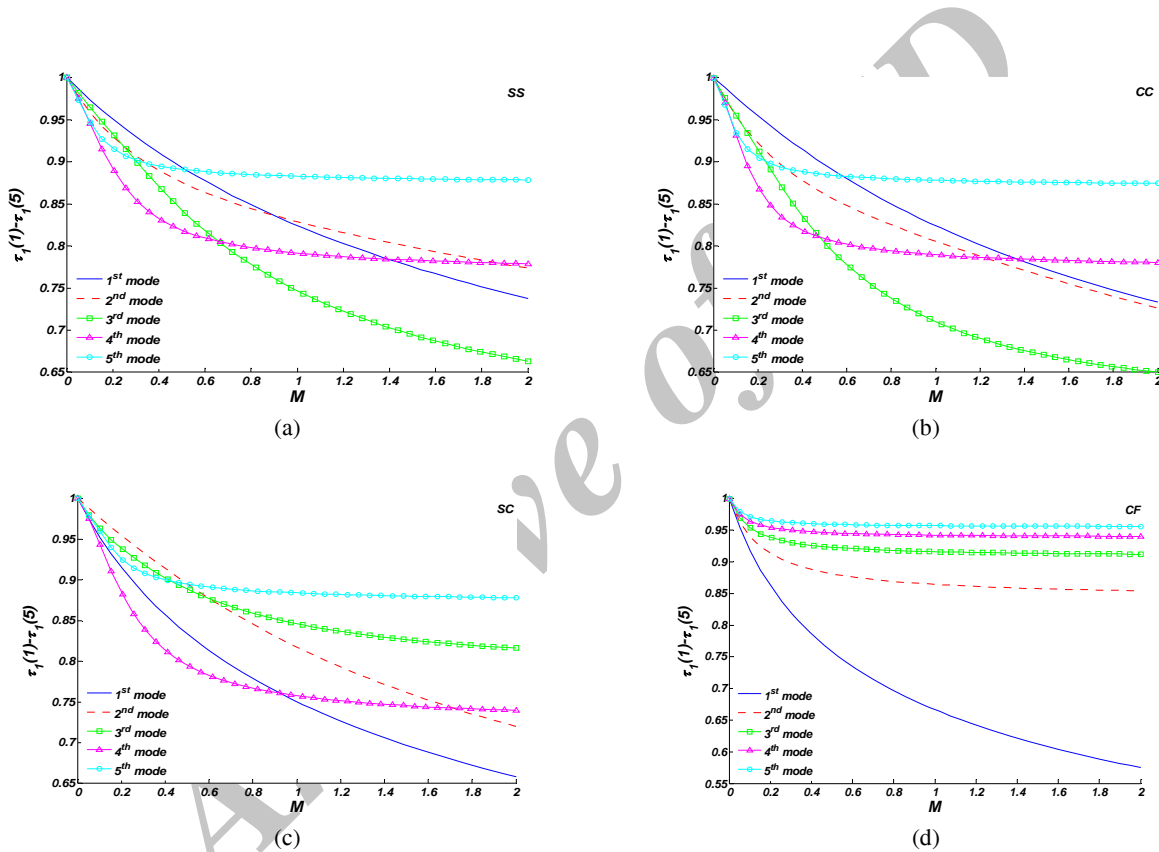 SS
1
0.95
0.9
0.85
0.8
0.75
0.7
0.65
τ₁(1)-τ₁(5)
1ˢᵗ mode
2ⁿᵈ mode
3ʳᵈ mode
4ᵗʰ mode
5ᵗʰ mode
0 0.2 0.4 0.6 0.8 1 1.2 1.4 1.6 1.8 2
M
(a)
CC
1
0.95
0.9
0.85
0.8
0.75
0.7
0.65
τ₁(1)-τ₁(5)
1ˢᵗ mode
2ⁿᵈ mode
3ʳᵈ mode
4ᵗʰ mode
5ᵗʰ mode
0 0.2 0.4 0.6 0.8 1 1.2 1.4 1.6 1.8 2
M
(b)
SC
1
0.95
0.9
0.85
0.8
0.75
0.7
0.65
τ₁(1)-τ₁(5)
1ˢᵗ mode
2ⁿᵈ mode
3ʳᵈ mode
4ᵗʰ mode
5ᵗʰ mode
0 0.2 0.4 0.6 0.8 1 1.2 1.4 1.6 1.8 2
M
(c)
CF
1
0.95
0.9
0.85
0.8
0.75
0.7
0.65
0.6
0.55
τ₁(1)-τ₁(5)
1ˢᵗ mode
2ⁿᵈ mode
3ʳᵈ mode
4ᵗʰ mode
5ᵗʰ mode
0 0.2 0.4 0.6 0.8 1 1.2 1.4 1.6 1.8 2
M
(d)
ve of